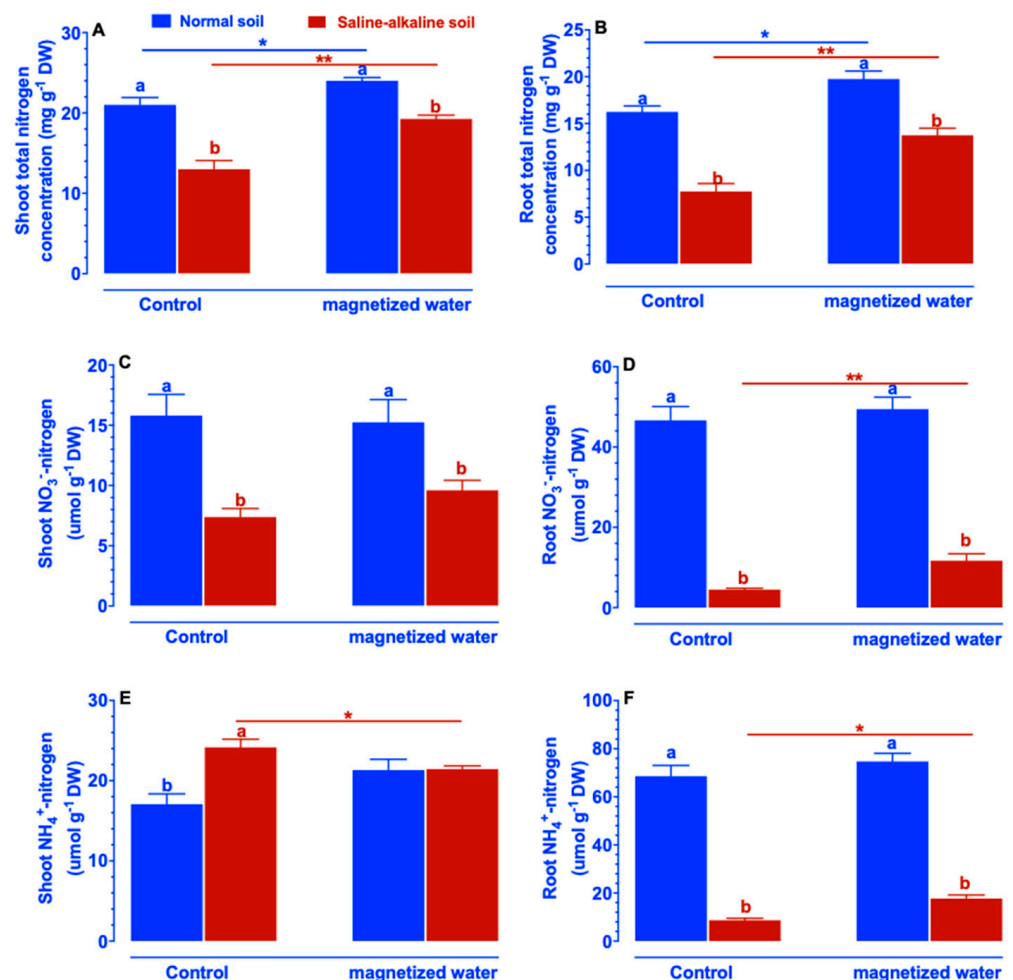 A
Normal soil
Saline-alkaline soil
Shoot total nitrogen
concentration (mg g-1 DW)
30
20
10
0
*
**
a
b
a
b
Control
magnetized water
B
Root total nitrogen
concentration (mg g-1 DW)
25
20
15
10
5
0
*
**
a
b
a
b
Control
magnetized water
C
Shoot NO3--nitrogen
(umol g-1 DW)
20
15
10
5
0
a
b
a
b
Control
magnetized water
D
Root NO3--nitrogen
(umol g-1 DW)
60
40
20
0
**
a
b
a
b
Control
magnetized water
E
Shoot NH4+-nitrogen
(umol g-1 DW)
30
20
10
0
*
b
a
Control
magnetized water
F
Root NH4+-nitrogen
(umol g-1 DW)
100
80
60
40
20
0
*
a
b
a
b
Control
magnetized water